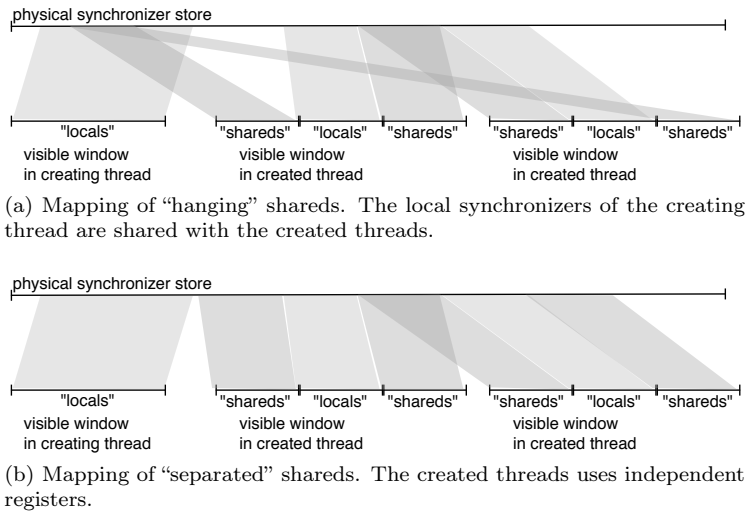 physical synchronizer store
"locals" "shareds" "locals" "shareds" "shareds" "locals" "shareds"
visible window visible window visible window
in creating thread in created thread in created thread
(a) Mapping of “hanging” shareds. The local synchronizers of the creating
thread are shared with the created threads.
physical synchronizer store
"locals" "shareds" "locals" "shareds" "shareds" "locals" "shareds"
visible window visible window visible window
in creating thread in created thread in created thread
(b) Mapping of “separated” shareds. The created threads uses independent
registers.